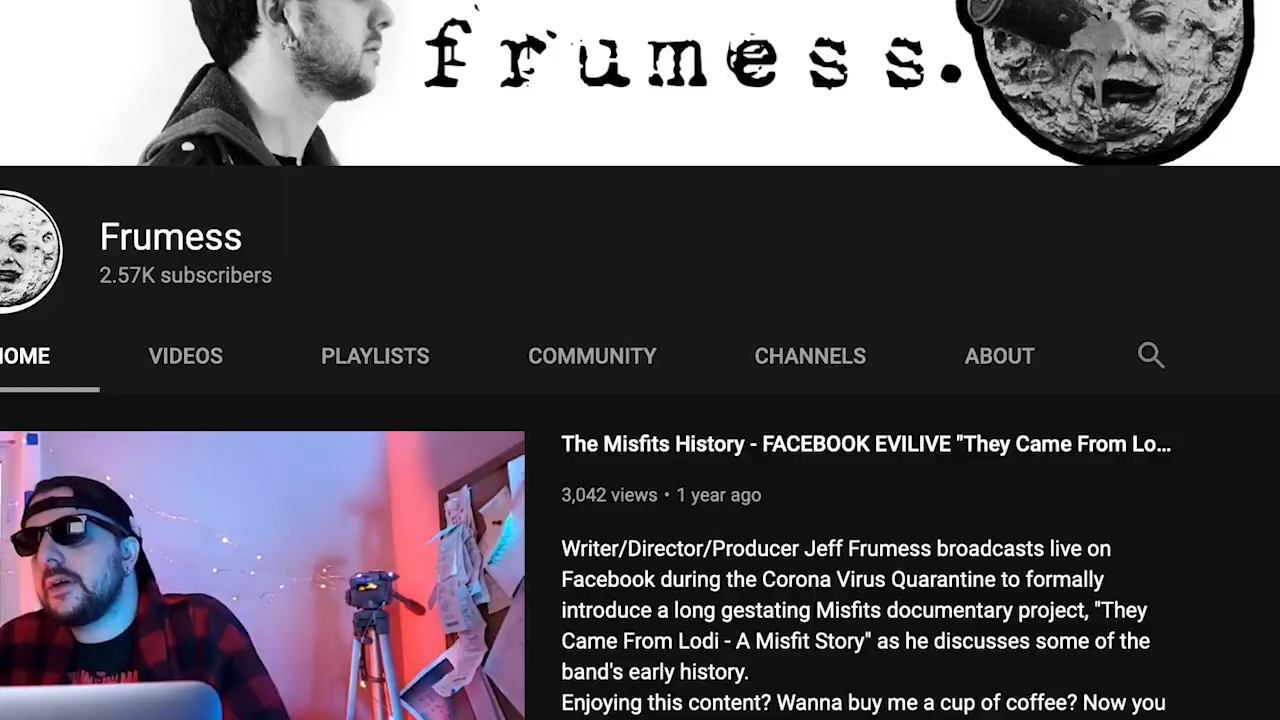 frumess.
Frumess
2.57K subscribers
HOME
VIDEOS
PLAYLISTS
COMMUNITY
CHANNELS
ABOUT
The Misfits History - FACEBOOK EVILIVE "They Came From Lo...
3,042 views • 1 year ago
Writer/Director/Producer Jeff Frumess broadcasts live on
Facebook during the Corona Virus Quarantine to formally
introduce a long gestating Misfits documentary project, "They
Came From Lodi - A Misfit Story" as he discusses some of the
band's early history.
Enjoying this content? Wanna buy me a cup of coffee? Now you